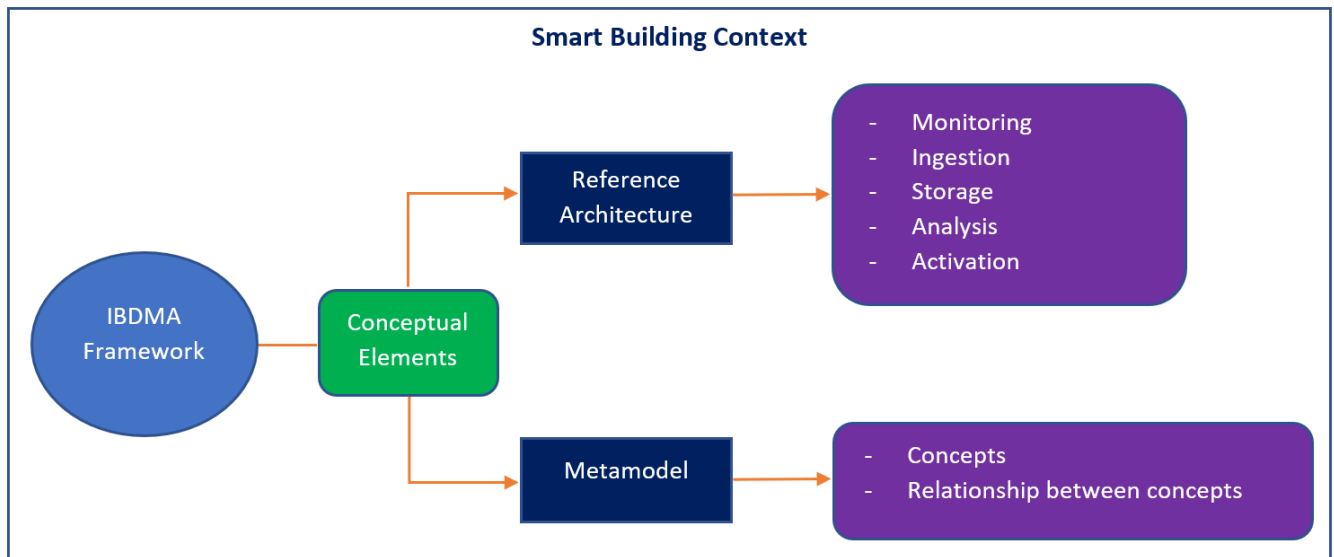 Smart Building Context
IBDMA
Framework
Conceptual
Elements
Reference
Architecture
- Monitoring
- Ingestion
- Storage
- Analysis
- Activation
Metamodel
- Concepts
- Relationship between concepts